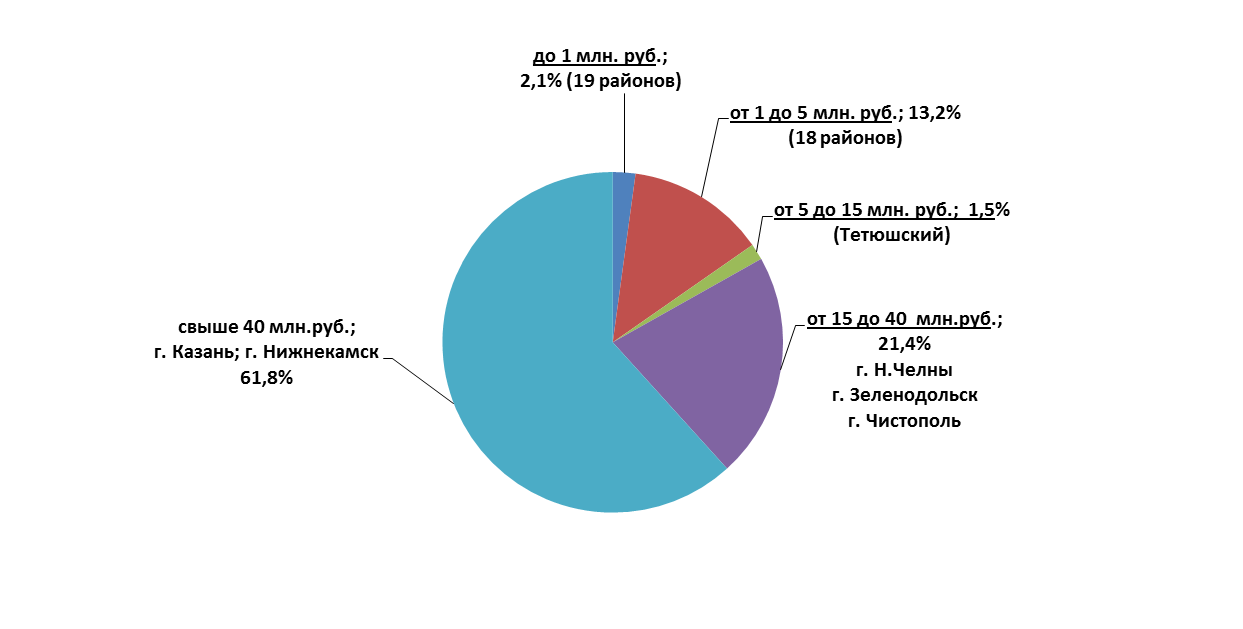 до 1 млн. руб.;
2,1% (19 районов)
от 1 до 5 млн. руб.; 13,2%
(18 районов)
от 5 до 15 млн. руб.;  1,5%
(Тетюшский)
от 15 до 40  млн.руб.;
21,4%
г. Н.Челны
г. Зеленодольск
г. Чистополь
свыше 40 млн.руб.;
г. Казань; г. Нижнекамск
61,8%